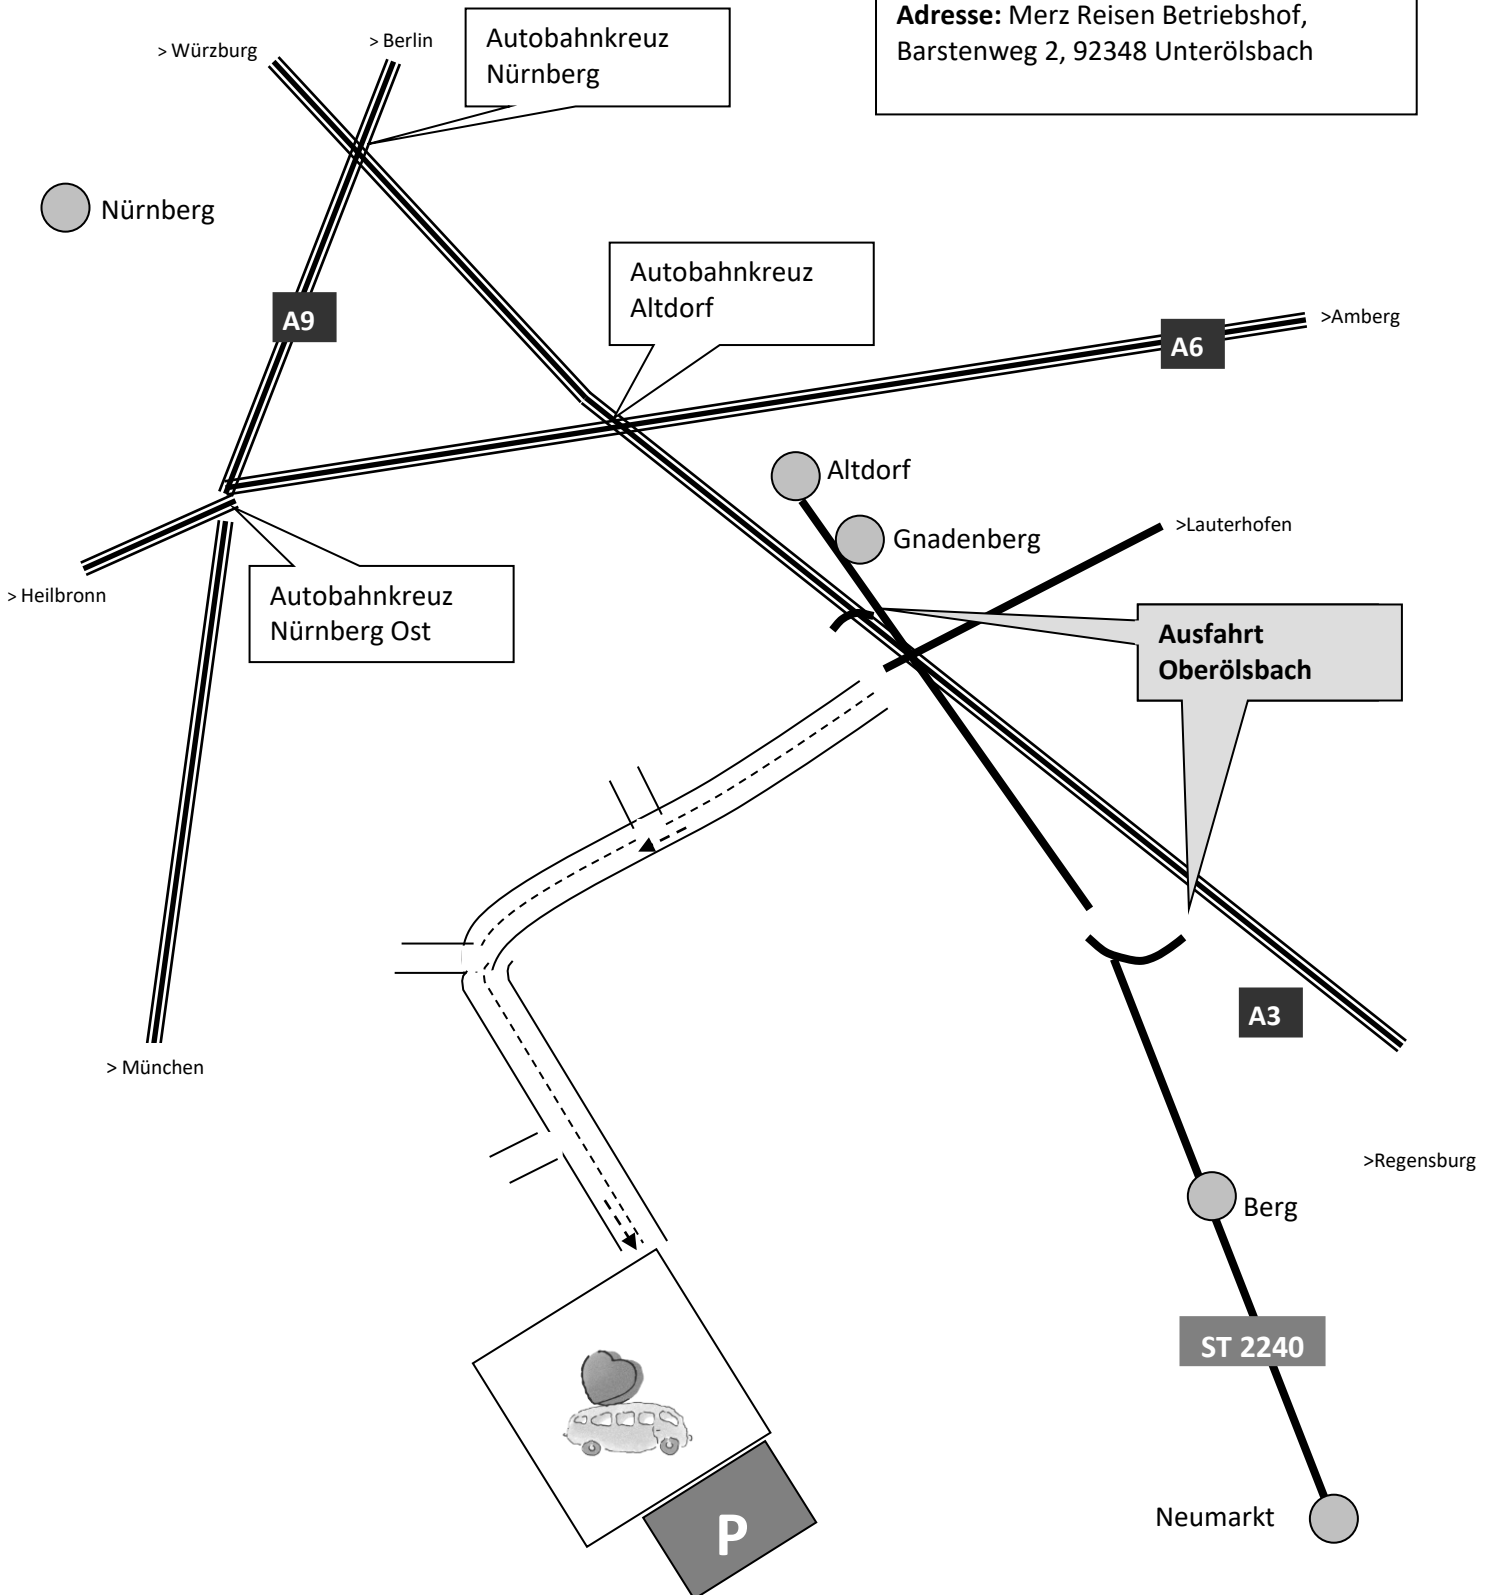 Adresse: Merz Reisen Betriebshof,
Barstenweg 2, 92348 Unterölsbach
> Würzburg
> Berlin
Autobahnkreuz
Nürnberg
Nürnberg
Autobahnkreuz
Altdorf
A9
A6
>Amberg
Altdorf
Gnadenberg
>Lauterhofen
> Heilbronn
Autobahnkreuz
Nürnberg Ost
Ausfahrt
Oberölsbach
A3
> München
>Regensburg
Berg
ST 2240
Neumarkt
P